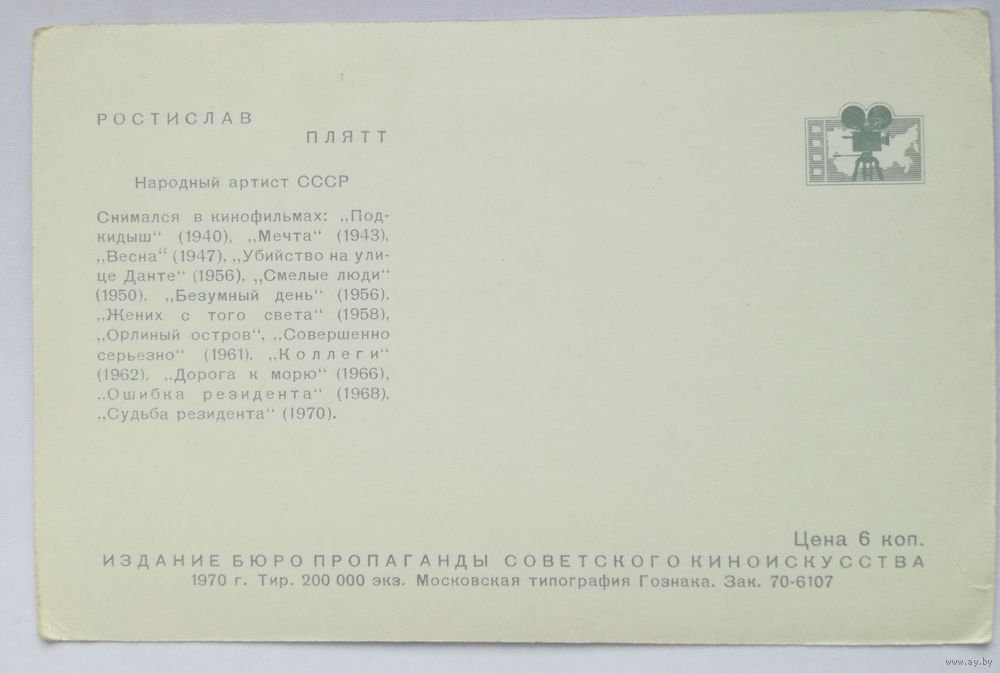 РОСТИСЛАВ
ПЛЯТТ
Народный артист СССР
Снимался в кинофильмах: „Под-
кидыш“ (1940), „Мечта“ (1943),
„Весна“ (1947), „Убийство на ули-
це Данте“ (1956), „Смелые люди“
(1950), „Безумный день“ (1956),
„Жених с того света“ (1958),
„Орлиный остров“, „Совершенно
серьезно“ (1961), „Коллеги“
(1962), „Дорога к морю“ (1966),
„Ошибка резидента“ (1968),
„Судьба резидента“ (1970).
Цена 6 коп.
ИЗДАНИЕ БЮРО ПРОПАГАНДЫ СОВЕТСКОГО КИНОИСКУССТВА
1970 г. Тир. 200 000 экз. Московская типография Гознака. Зак. 70-6107
www.ay.by